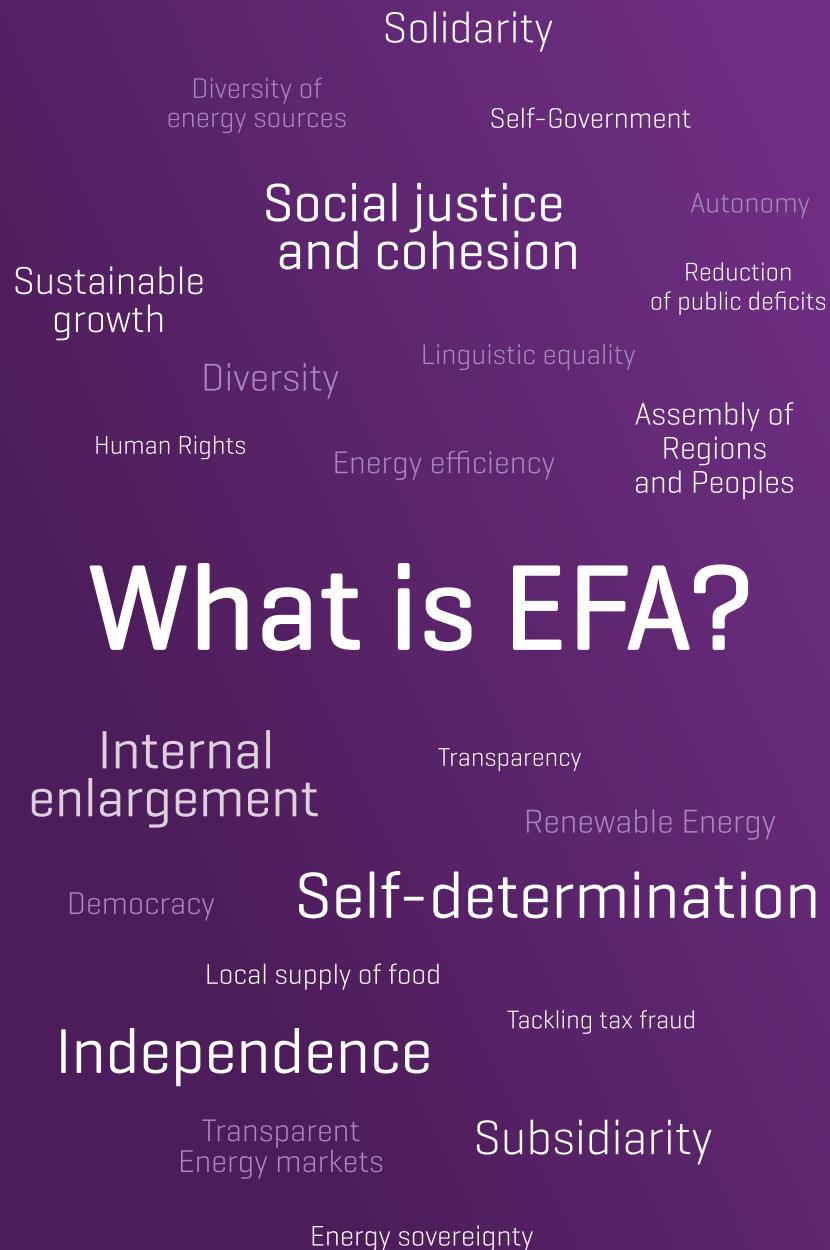 Solidarity
Diversity of
energy sources
Self-Government
Social justice
and cohesion
Autonomy
Sustainable
growth
Reduction
of public deficits
Linguistic equality
Diversity
Assembly of
Regions
and Peoples
Human Rights
Energy efficiency
What is EFA?
Internal
enlargement
Transparency
Renewable Energy
Self-determination
Democracy
Local supply of food
Tackling tax fraud
Independence
Transparent
Energy markets
Subsidiarity
Energy sovereignty